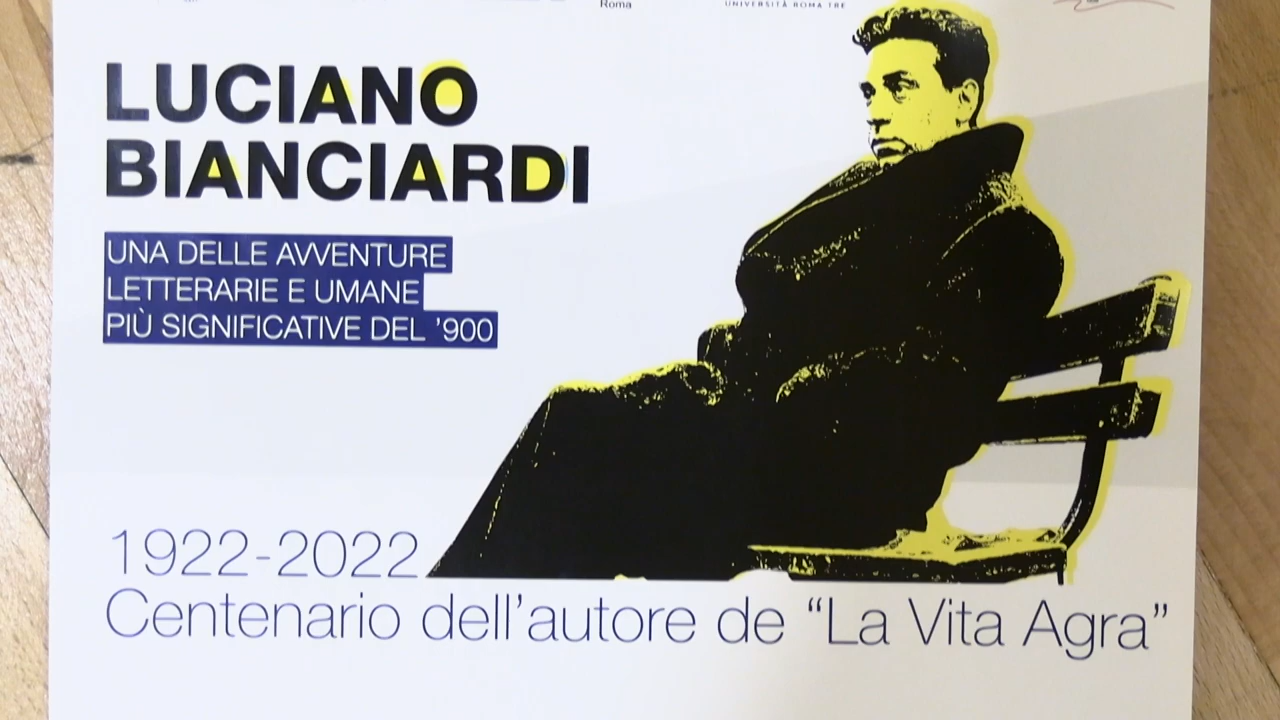 Roma
UNIVERSITÀ ROMA TRE
LUCIANO
BIANCIARDI
UNA DELLE AVVENTURE
LETTERARIE E UMANE
PIÙ SIGNIFICATIVE DEL ’900
1922-2022
Centenario dell’autore de “La Vita Agra”